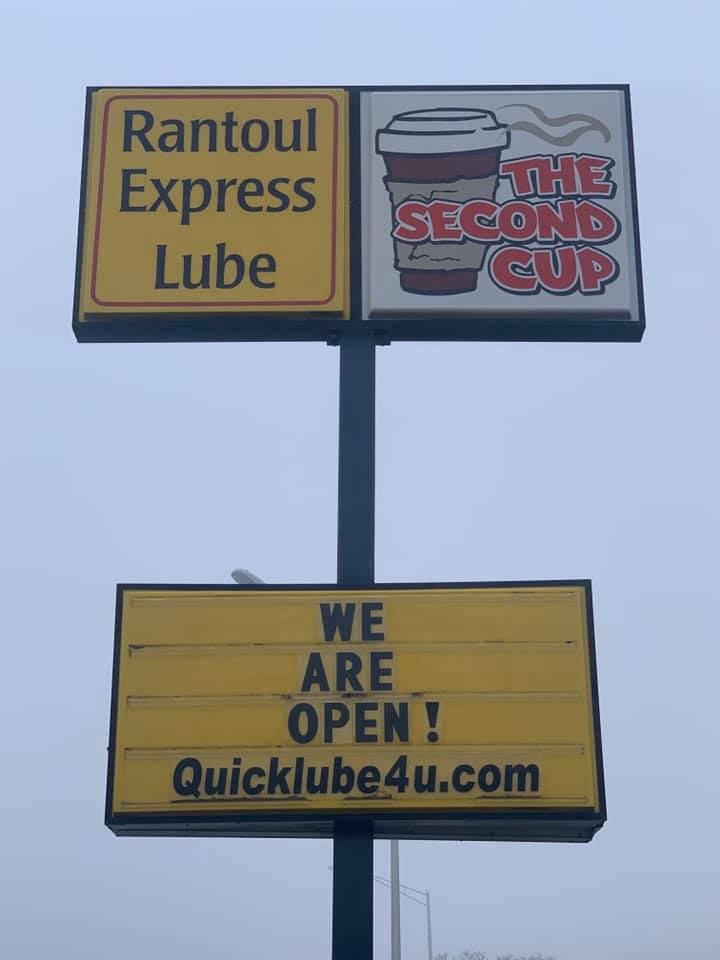 Rantoul
Express
Lube
THE
SECOND
CUP
WE
ARE
OPEN!
Quicklube4u.com